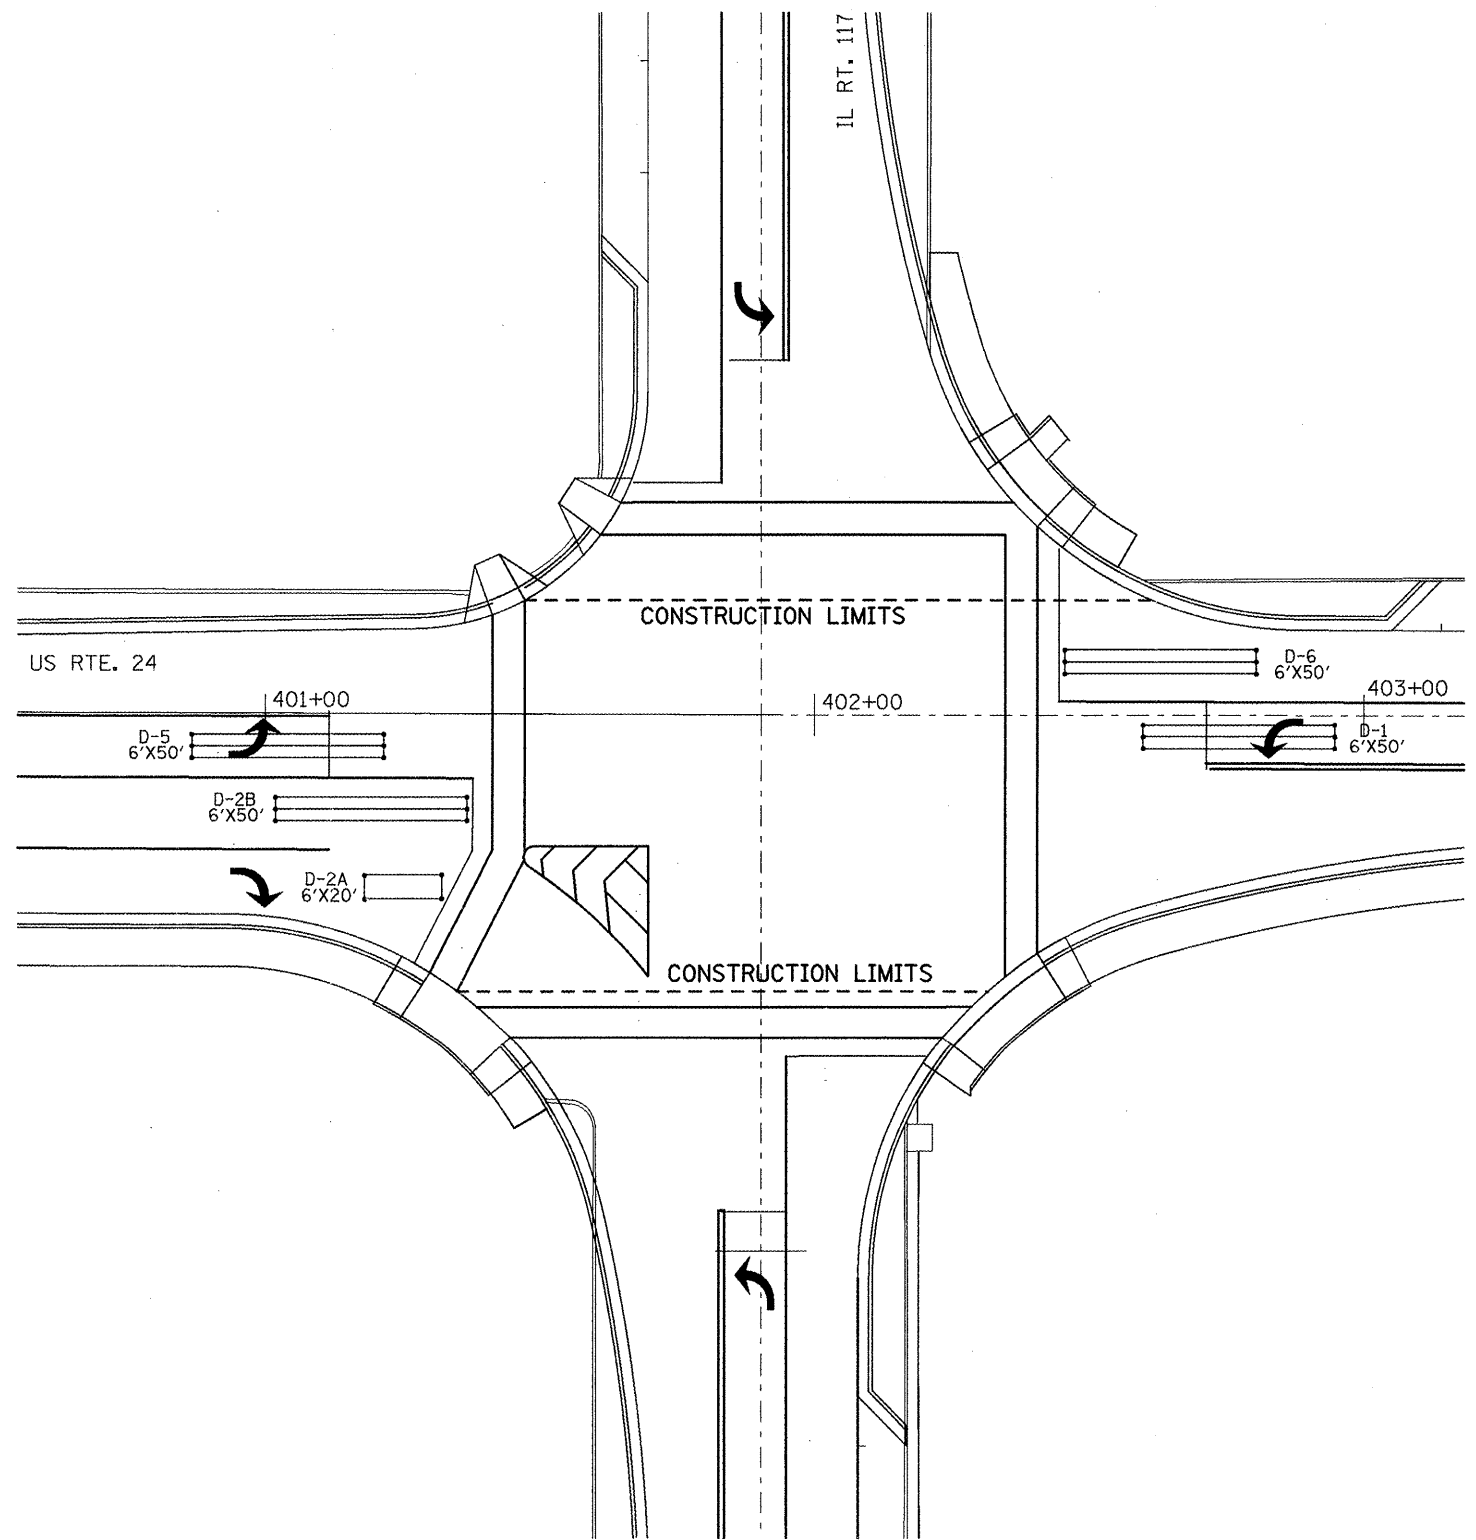 IL RT. 117
CONSTRUCTION LIMITS
US RTE. 24
D-6
6'X50'
401+00
402+00
403+00
D-5
6'X50'
D-1
6'X50'
D-2B
6'X50'
D-2A
6'X20'
CONSTRUCTION LIMITS